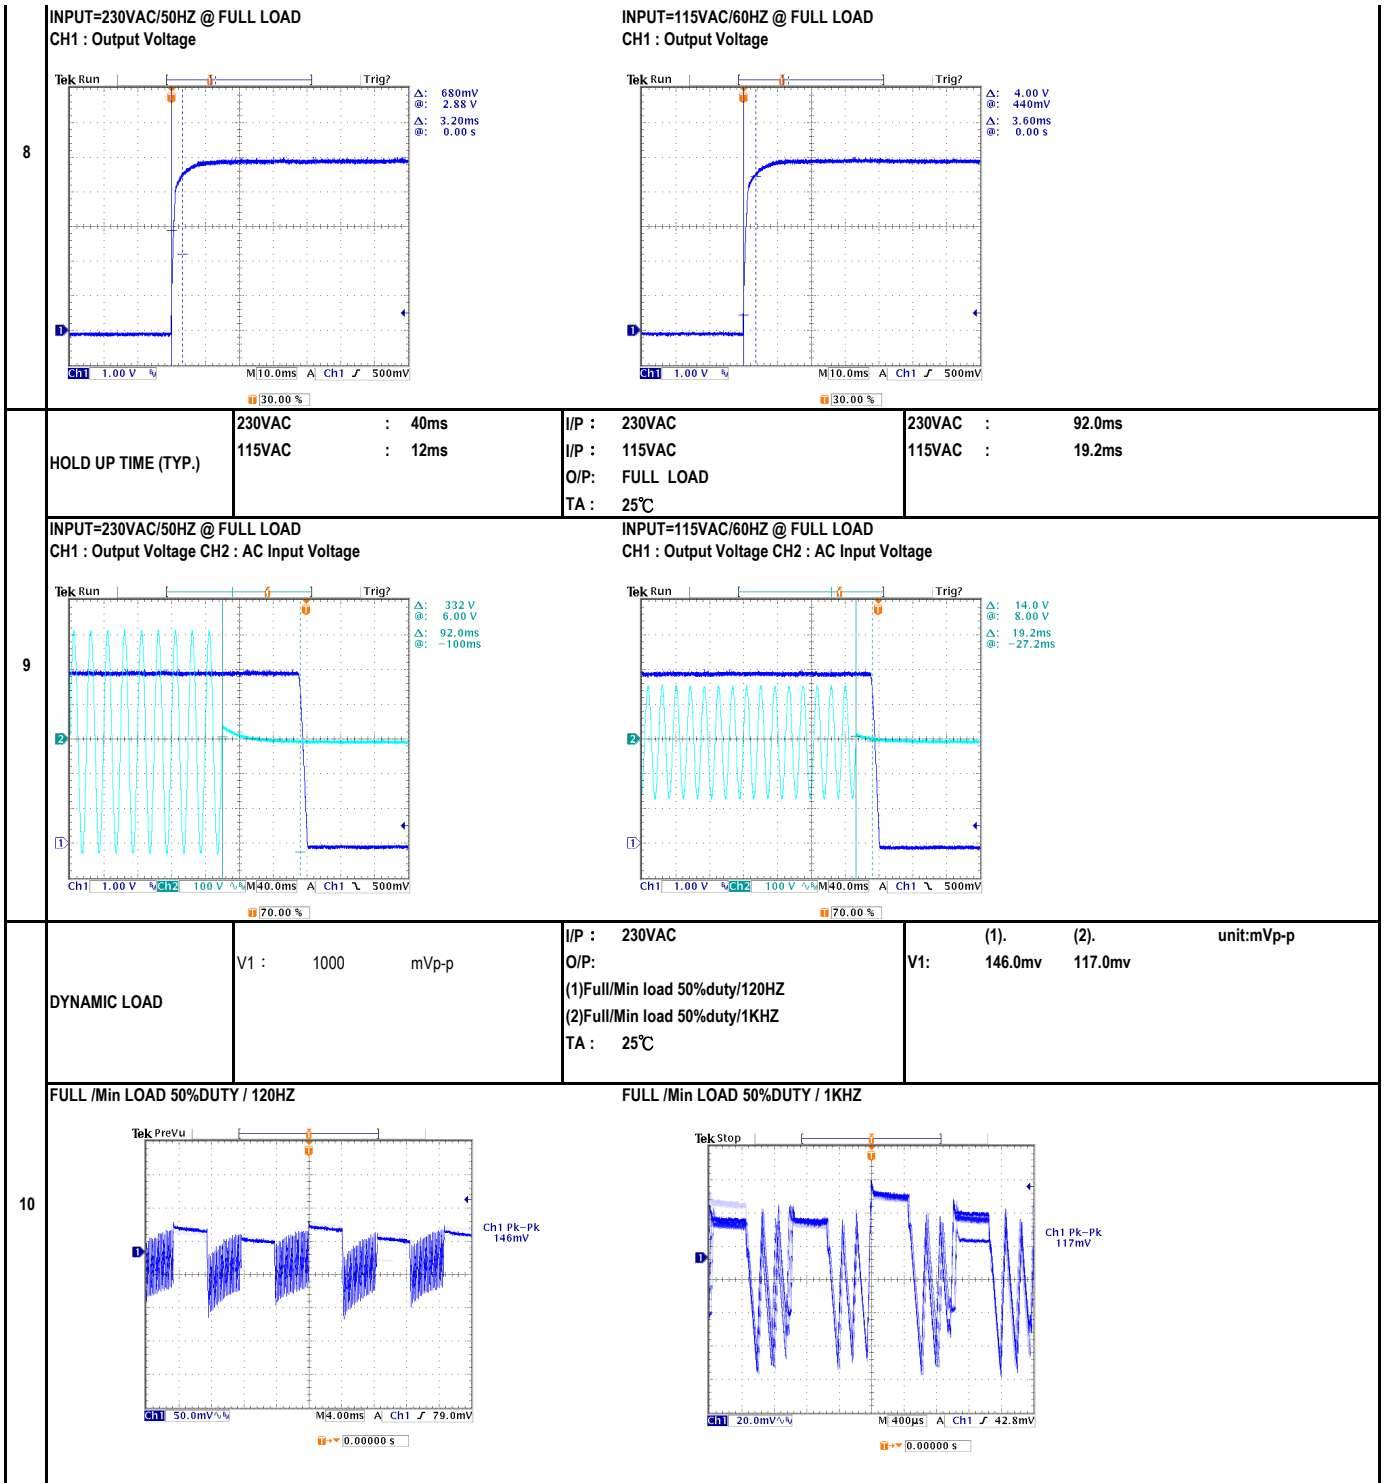 INPUT=230VAC/50HZ @ FULL LOAD
CH1 : Output Voltage
INPUT=115VAC/60HZ @ FULL LOAD
CH1 : Output Voltage
8
Tek Run Trig?
Δ: 680mV
@: 2.88 V
Δ: 3.20ms
@: 0.00 s
1
Ch1 1.00 V M 10.0ms A Ch1 500mV
T 30.00 %
Tek Run Trig?
Δ: 4.00 V
@: 440mV
Δ: 3.60ms
@: 0.00 s
1
Ch1 1.00 V M 10.0ms A Ch1 500mV
T 30.00 %
HOLD UP TIME (TYP.)
230VAC : 40ms
115VAC : 12ms
I/P : 230VAC
I/P : 115VAC
O/P: FULL LOAD
TA : 25℃
230VAC : 92.0ms
115VAC : 19.2ms
9
INPUT=230VAC/50HZ @ FULL LOAD
CH1 : Output Voltage CH2 : AC Input Voltage
INPUT=115VAC/60HZ @ FULL LOAD
CH1 : Output Voltage CH2 : AC Input Voltage
Tek Run Trig?
Δ: 332 V
@: 6.00 V
Δ: 92.0ms
@: −100ms
2
1
Ch1 1.00 V Ch2 100 V M 40.0ms A Ch1 500mV
T 70.00 %
Tek Run Trig?
Δ: 14.0 V
@: 8.00 V
Δ: 19.2ms
@: −27.2ms
2
1
Ch1 1.00 V Ch2 100 V M 40.0ms A Ch1 500mV
T 70.00 %
DYNAMIC LOAD
V1 : 1000 mVp-p
I/P : 230VAC
O/P:
(1)Full/Min load 50%duty/120HZ
(2)Full/Min load 50%duty/1KHZ
TA : 25℃
(1). (2). unit:mVp-p
V1: 146.0mv 117.0mv
10
FULL /Min LOAD 50%DUTY / 120HZ
FULL /Min LOAD 50%DUTY / 1KHZ
Tek PreVu
Ch1 Pk−Pk
146mV
1
Ch1 50.0mV M 4.00ms A Ch1 79.0mV
T 0.00000 s
Tek Stop
Ch1 Pk−Pk
117mV
1
Ch1 20.0mV M 400µs A Ch1 42.8mV
T 0.00000 s